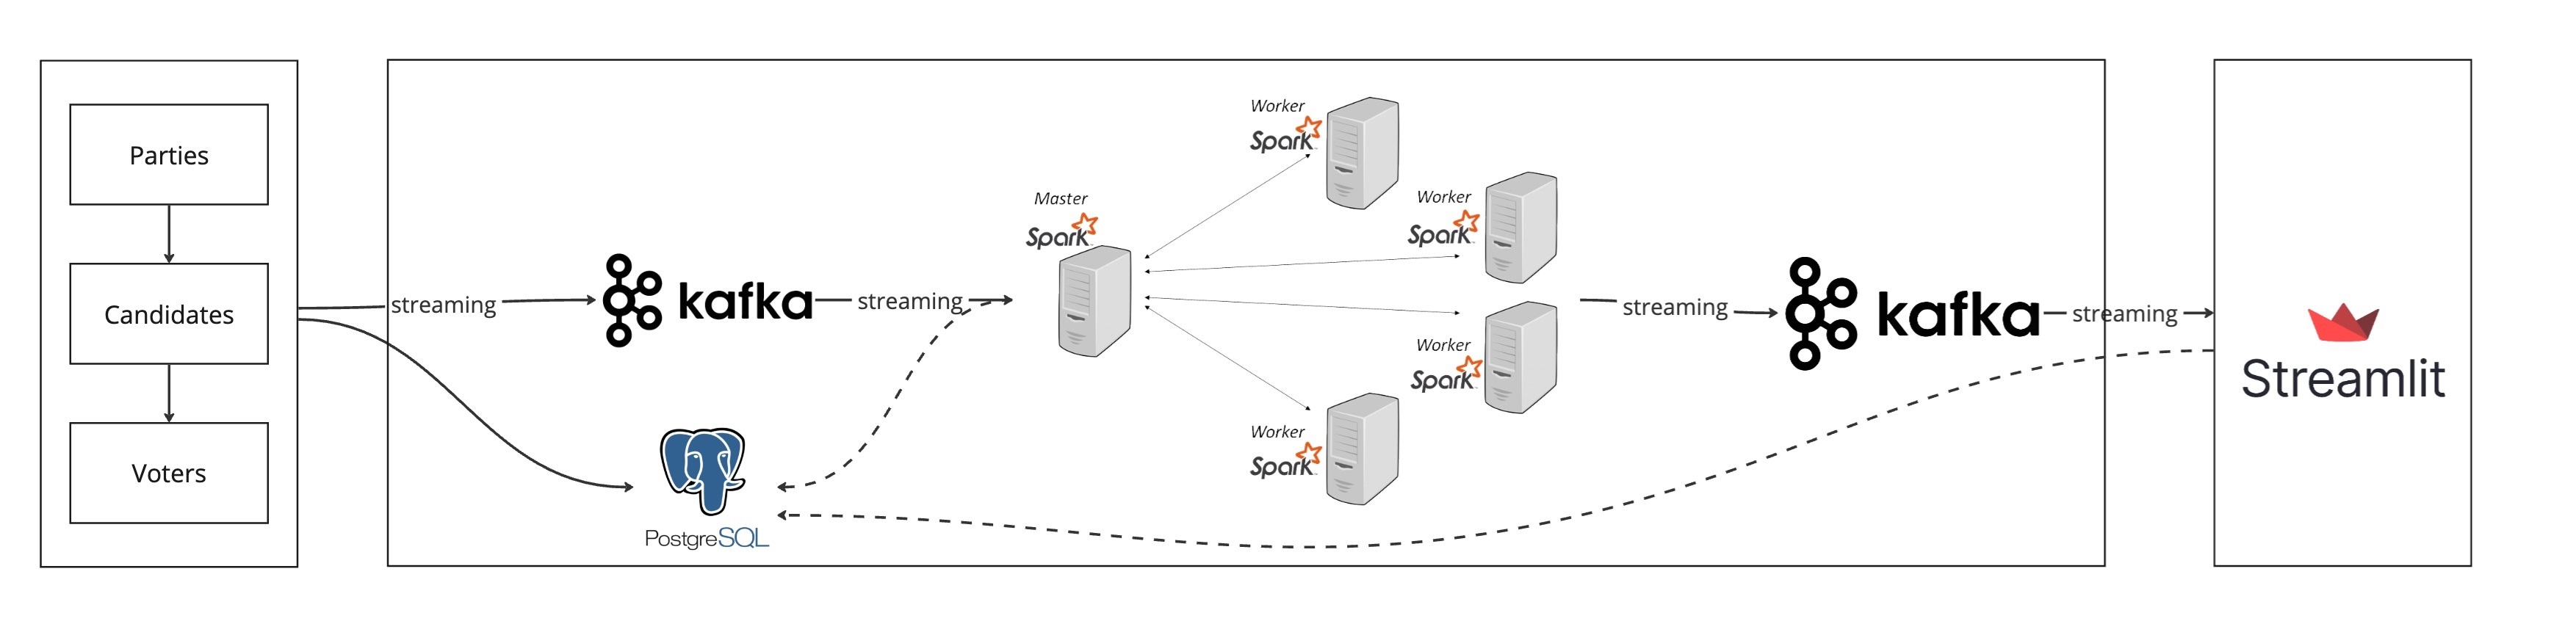 Parties
Candidates
Voters
streaming
kafka
streaming
PostgreSQL
Master
Spark
Worker
Spark
Worker
Spark
Worker
Spark
Worker
Spark
streaming
kafka
streaming
Streamlit